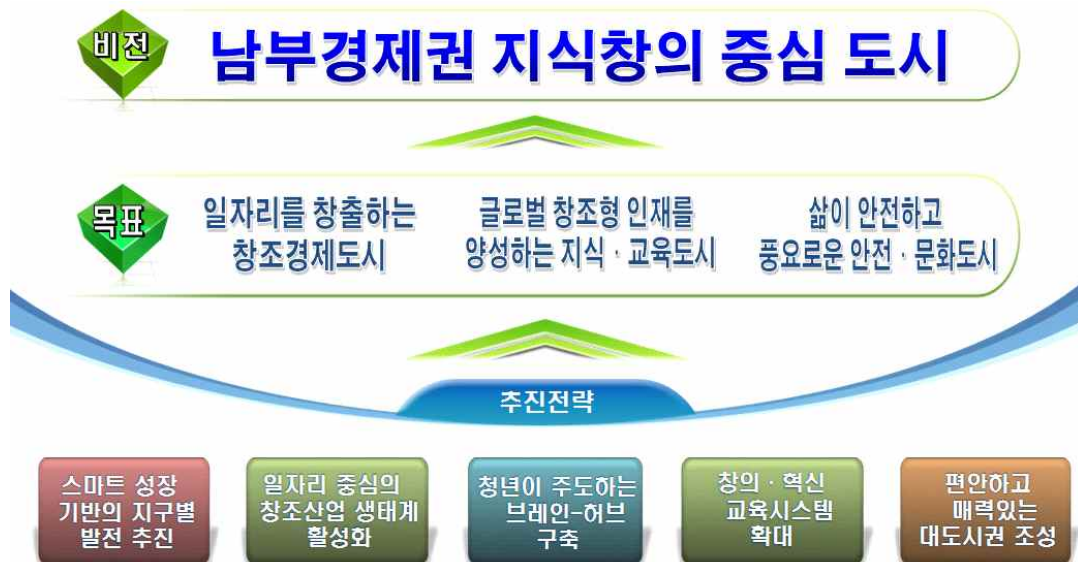 비전
남부경제권 지식창의 중심 도시
목표
일자리를 창출하는
창조경제도시
글로벌 창조형 인재를
양성하는 지식 · 교육도시
삶이 안전하고
풍요로운 안전 · 문화도시
추진전략
스마트 성장
기반의 지구별
발전 추진
일자리 중심의
창조산업 생태계
활성화
청년이 주도하는
브레인-허브
구축
창의 · 혁신
교육시스템
확대
편안하고
매력있는
대도시권 조성